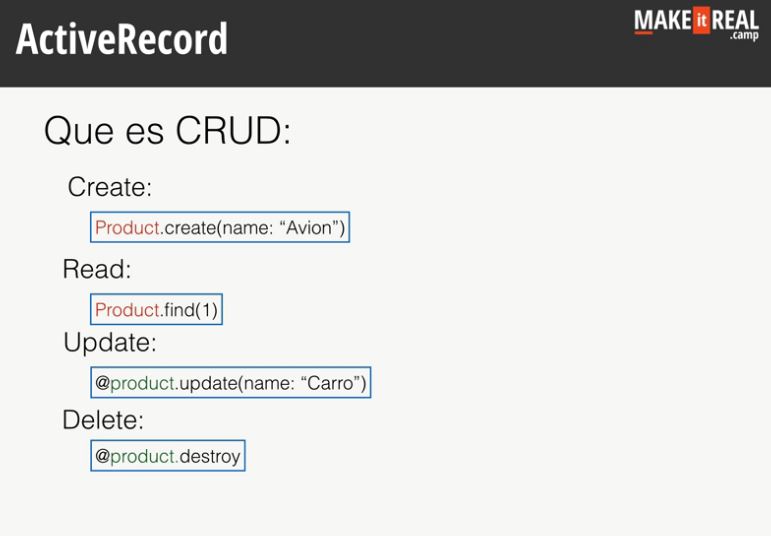 ActiveRecord
MAKE it REAL
.camp
Que es CRUD:
Create:
Product.create(name: “Avion”)
Read:
Product.find(1)
Update:
@product.update(name: “Carro”)
Delete:
@product.destroy